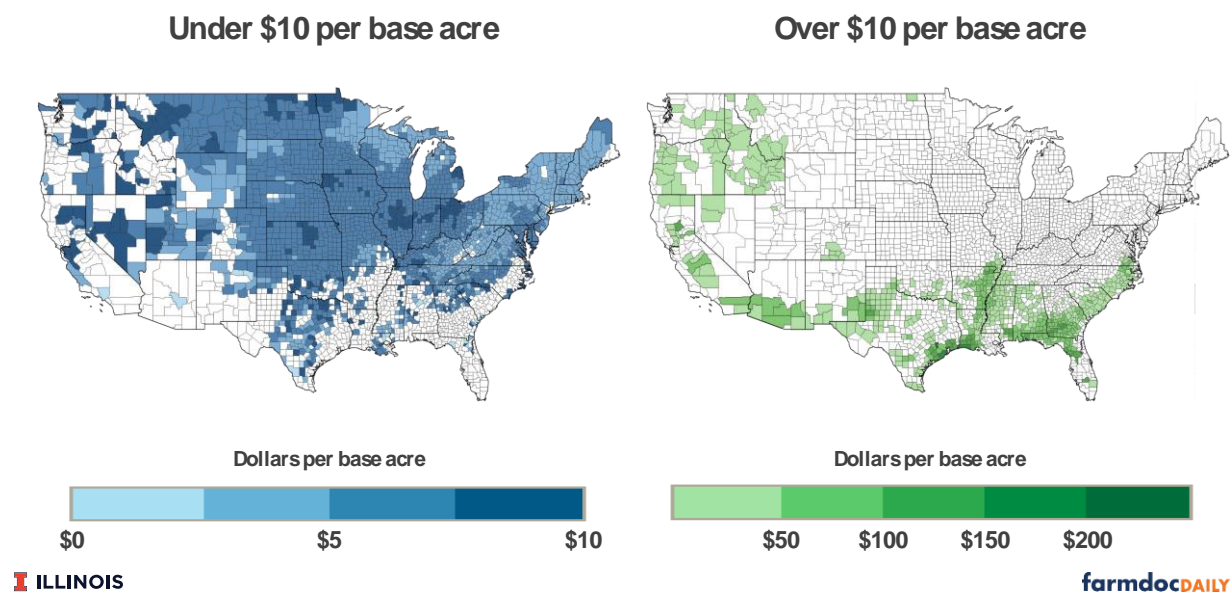 Under $10 per base acre
Over $10 per base acre
Dollars per base acre
$0 $5 $10
Dollars per base acre
$50 $100 $150 $200
I ILLINOIS
farmdocDAILY